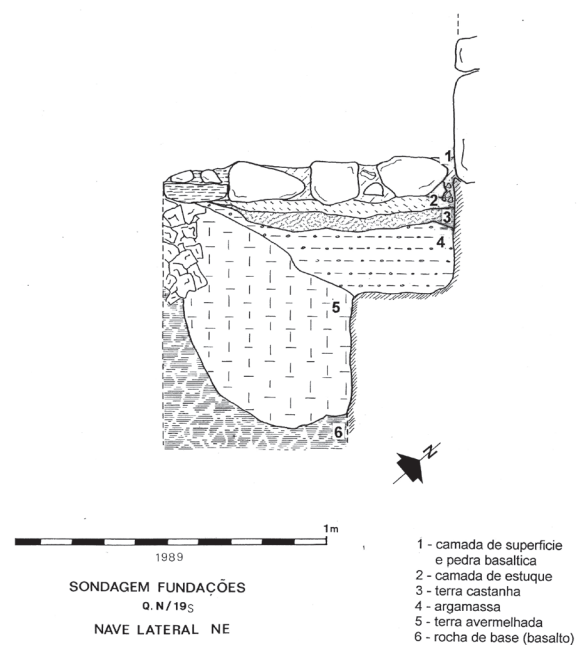 1
2
3
4
5
6
N
1m
1989
SONDAGEM FUNDAÇÕES
Q. N/19S
NAVE LATERAL NE
1 - camada de superficie
e pedra basaltica
2 - camada de estuque
3 - terra castanha
4 - argamassa
5 - terra avermelhada
6 - rocha de base (basalto)